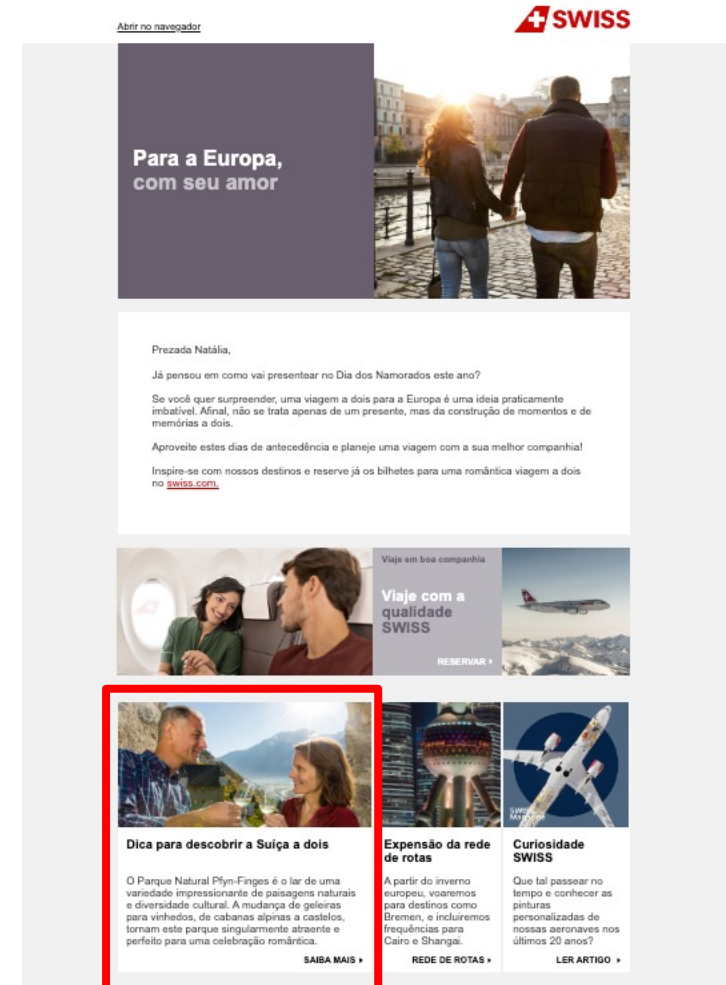 Abrir no navegador
SWISS
Para a Europa,
com seu amor
Prezada Natália,
Já pensou em como vai presentear no Dia dos Namorados este ano?
Se você quer surpreender, uma viagem a dois para a Europa é uma ideia praticamente
imbatível. Afinal, não se trata apenas de um presente, mas da construção de momentos e de
memórias a dois.
Aproveite estes dias de antecedência e planeje uma viagem com a sua melhor companhia!
Inspire-se com nossos destinos e reserve já os bilhetes para uma romântica viagem a dois
no swiss.com.
Viaje em boa companhia
Viaje com a
qualidade
SWISS
RESERVAR
Dica para descobrir a Suíça a dois
O Parque Natural Pfyn-Finges é o lar de uma
variedade impressionante de paisagens naturais
e diversidade cultural. A mudança de geleiras
para vinhedos, de cabanas alpinas a castelos,
tornam este parque singularmente atraente e
perfeito para uma celebração romântica.
SAIBA MAIS
Expensão da rede
de rotas
A partir do inverno
europeu, voaremos
para destinos como
Bremen, e incluiremos
frequências para
Cairo e Shangai.
REDE DE ROTAS
SWISS
Magazine
Curiosidade
SWISS
Que tal passear no
tempo e conhecer as
pinturas
personalizadas de
nossas aeronaves nos
últimos 20 anos?
LER ARTIGO